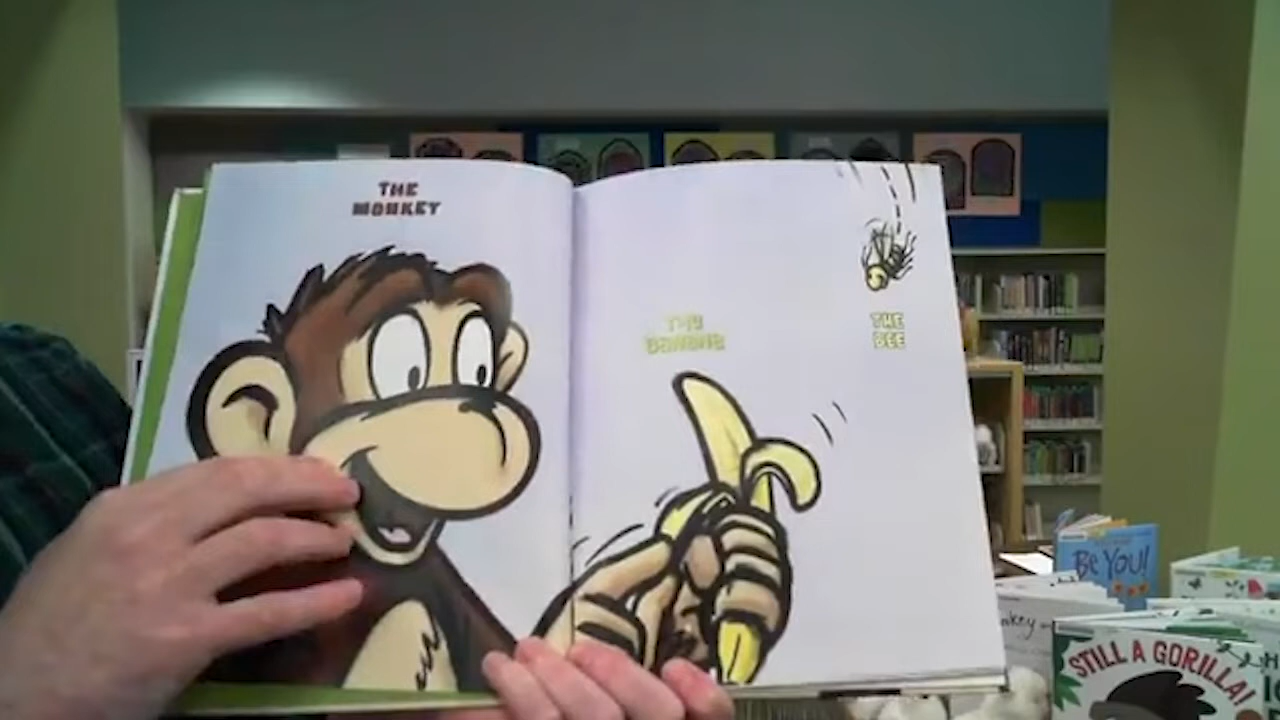 THE
MONKEY
THE
BANANA
THE
BEE
BE YOU!
STILL A GORILLA!